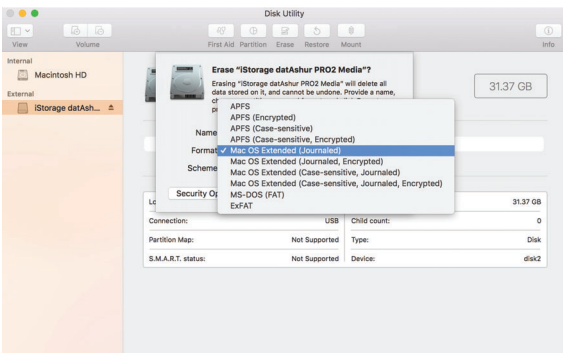 Disk Utility
View
Volume
First Aid Partition Erase Restore Mount
Info
Internal
Macintosh HD
External
iStorage datAsh...
Erase "iStorage datAshur PRO2 Media"?
Erasing "iStorage datAshur PRO2 Media" will delete all
data stored on it, and cannot be undone. Provide a name,
31.37 GB
Name
Format
Scheme
Security Op
APFS
APFS (Encrypted)
APFS (Case-sensitive)
APFS (Case-sensitive, Encrypted)
✓ Mac OS Extended (Journaled)
Mac OS Extended (Journaled, Encrypted)
Mac OS Extended (Case-sensitive, Journaled)
Mac OS Extended (Case-sensitive, Journaled, Encrypted)
MS-DOS (FAT)
ExFAT
Lo
31.37 GB
Connection: USB
Child count: 0
Partition Map: Not Supported
Type: Disk
S.M.A.R.T. status: Not Supported
Device: disk2